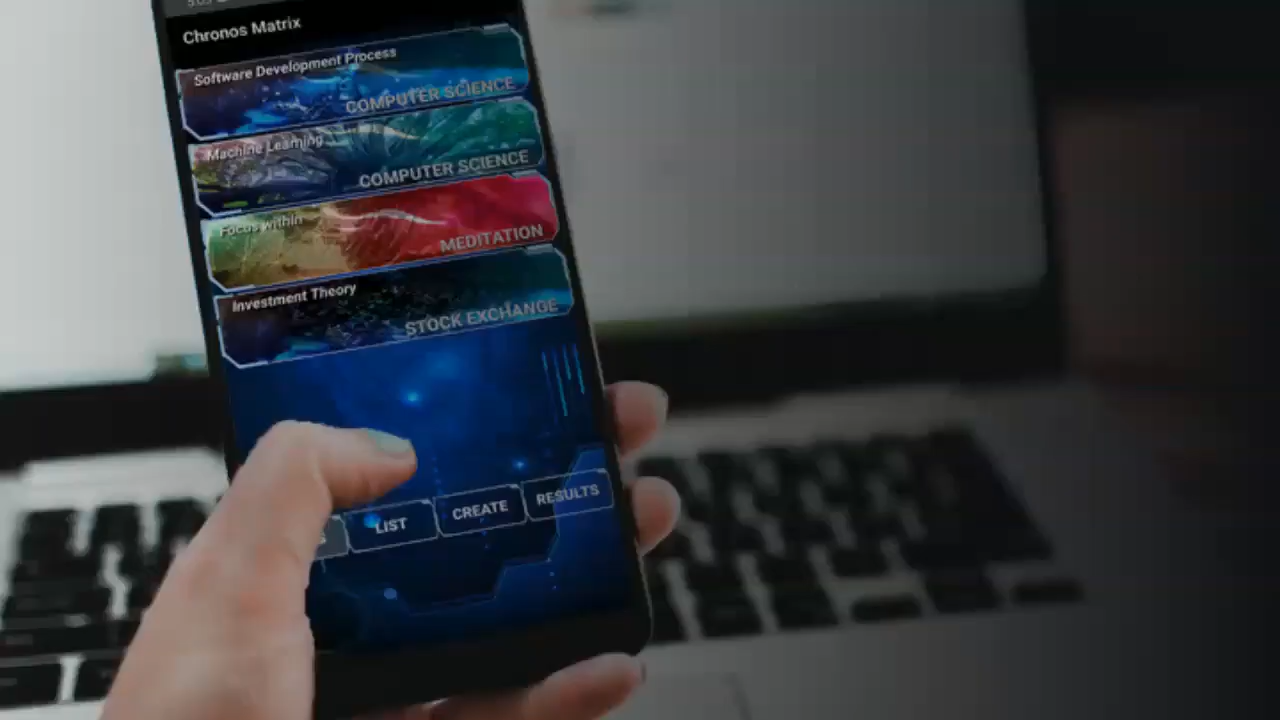 Chronos Matrix
Software Development Process
COMPUTER SCIENCE
Machine Learning
COMPUTER SCIENCE
Focus within
MEDITATION
Investment Theory
STOCK EXCHANGE
LIST
CREATE
RESULTS